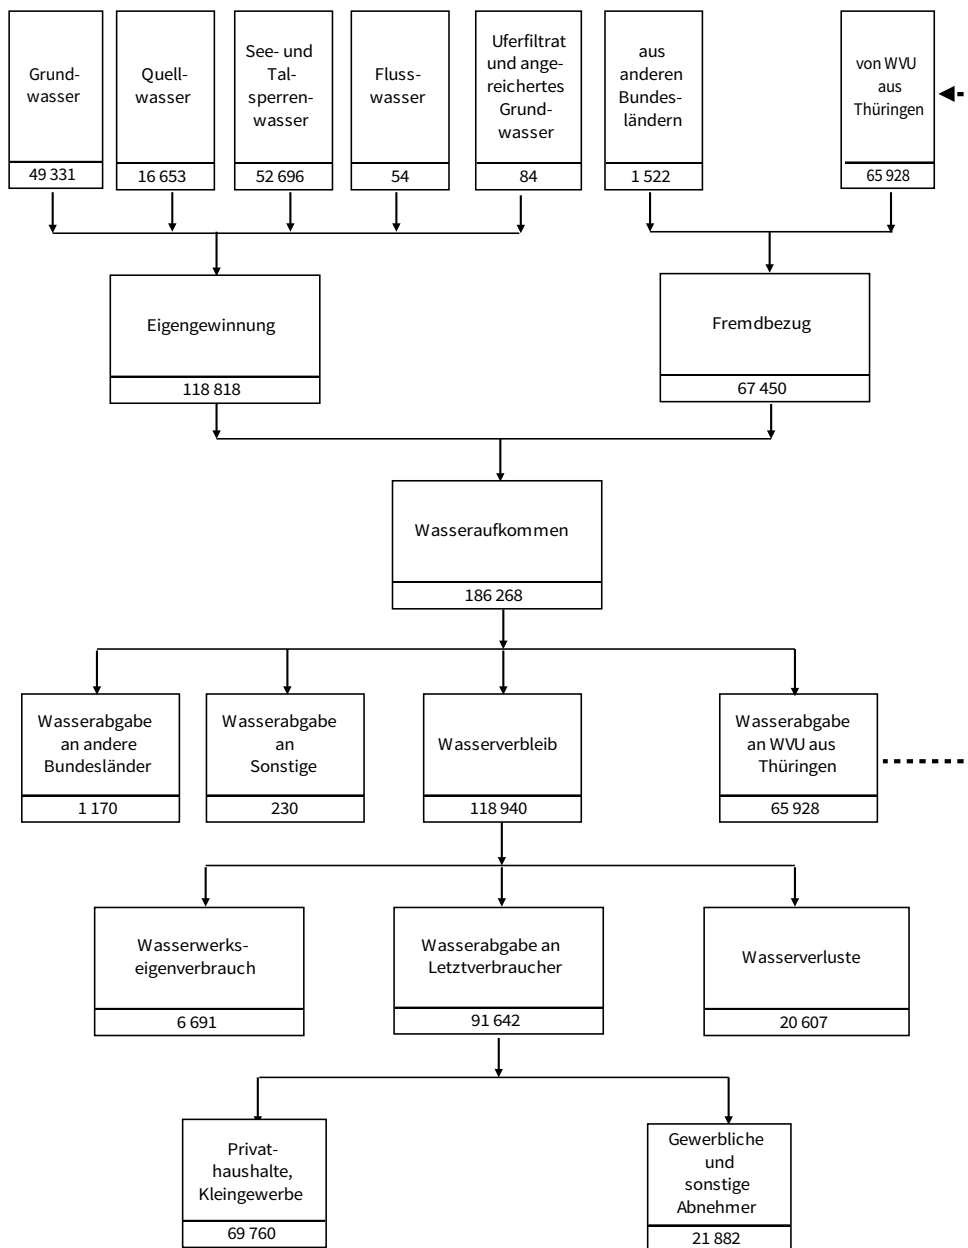 Grund-
wasser
49 331
Quell-
wasser
16 653
See- und
Tal-
sperren-
wasser
52 696
Fluss-
wasser
54
Uferfiltrat
und ange-
reichertes
Grund-
wasser
84
aus
anderen
Bundes-
ländern
1 522
von WVU
aus
Thüringen
65 928
Eigengewinnung
118 818
Fremdbezug
67 450
Wasseraufkommen
186 268
Wasserabgabe
an andere
Bundesländer
1 170
Wasserabgabe
an
Sonstige
230
Wasserverbleib
118 940
Wasserabgabe
an WVU aus
Thüringen
65 928
Wasserwerks-
eigenverbrauch
6 691
Wasserabgabe an
Letztverbraucher
91 642
Wasserverluste
20 607
Privat-
haushalte,
Kleingewerbe
69 760
Gewerbliche
und
sonstige
Abnehmer
21 882